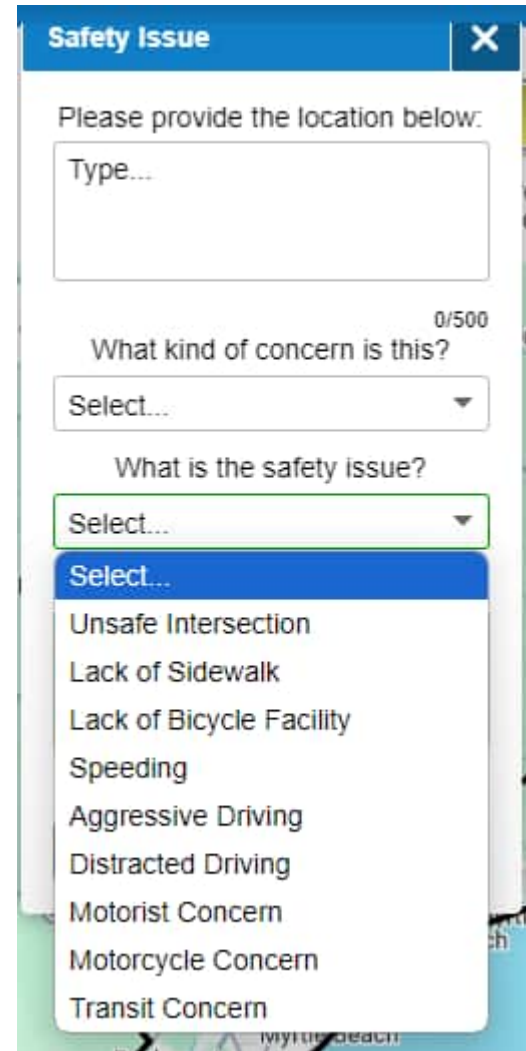 Safety Issue
Please provide the location below:
Type...
0/500
What kind of concern is this?
Select...
What is the safety issue?
Select...
Select...
Unsafe Intersection
Lack of Sidewalk
Lack of Bicycle Facility
Speeding
Aggressive Driving
Distracted Driving
Motorist Concern
Motorcycle Concern
Transit Concern
Myrtle Beach